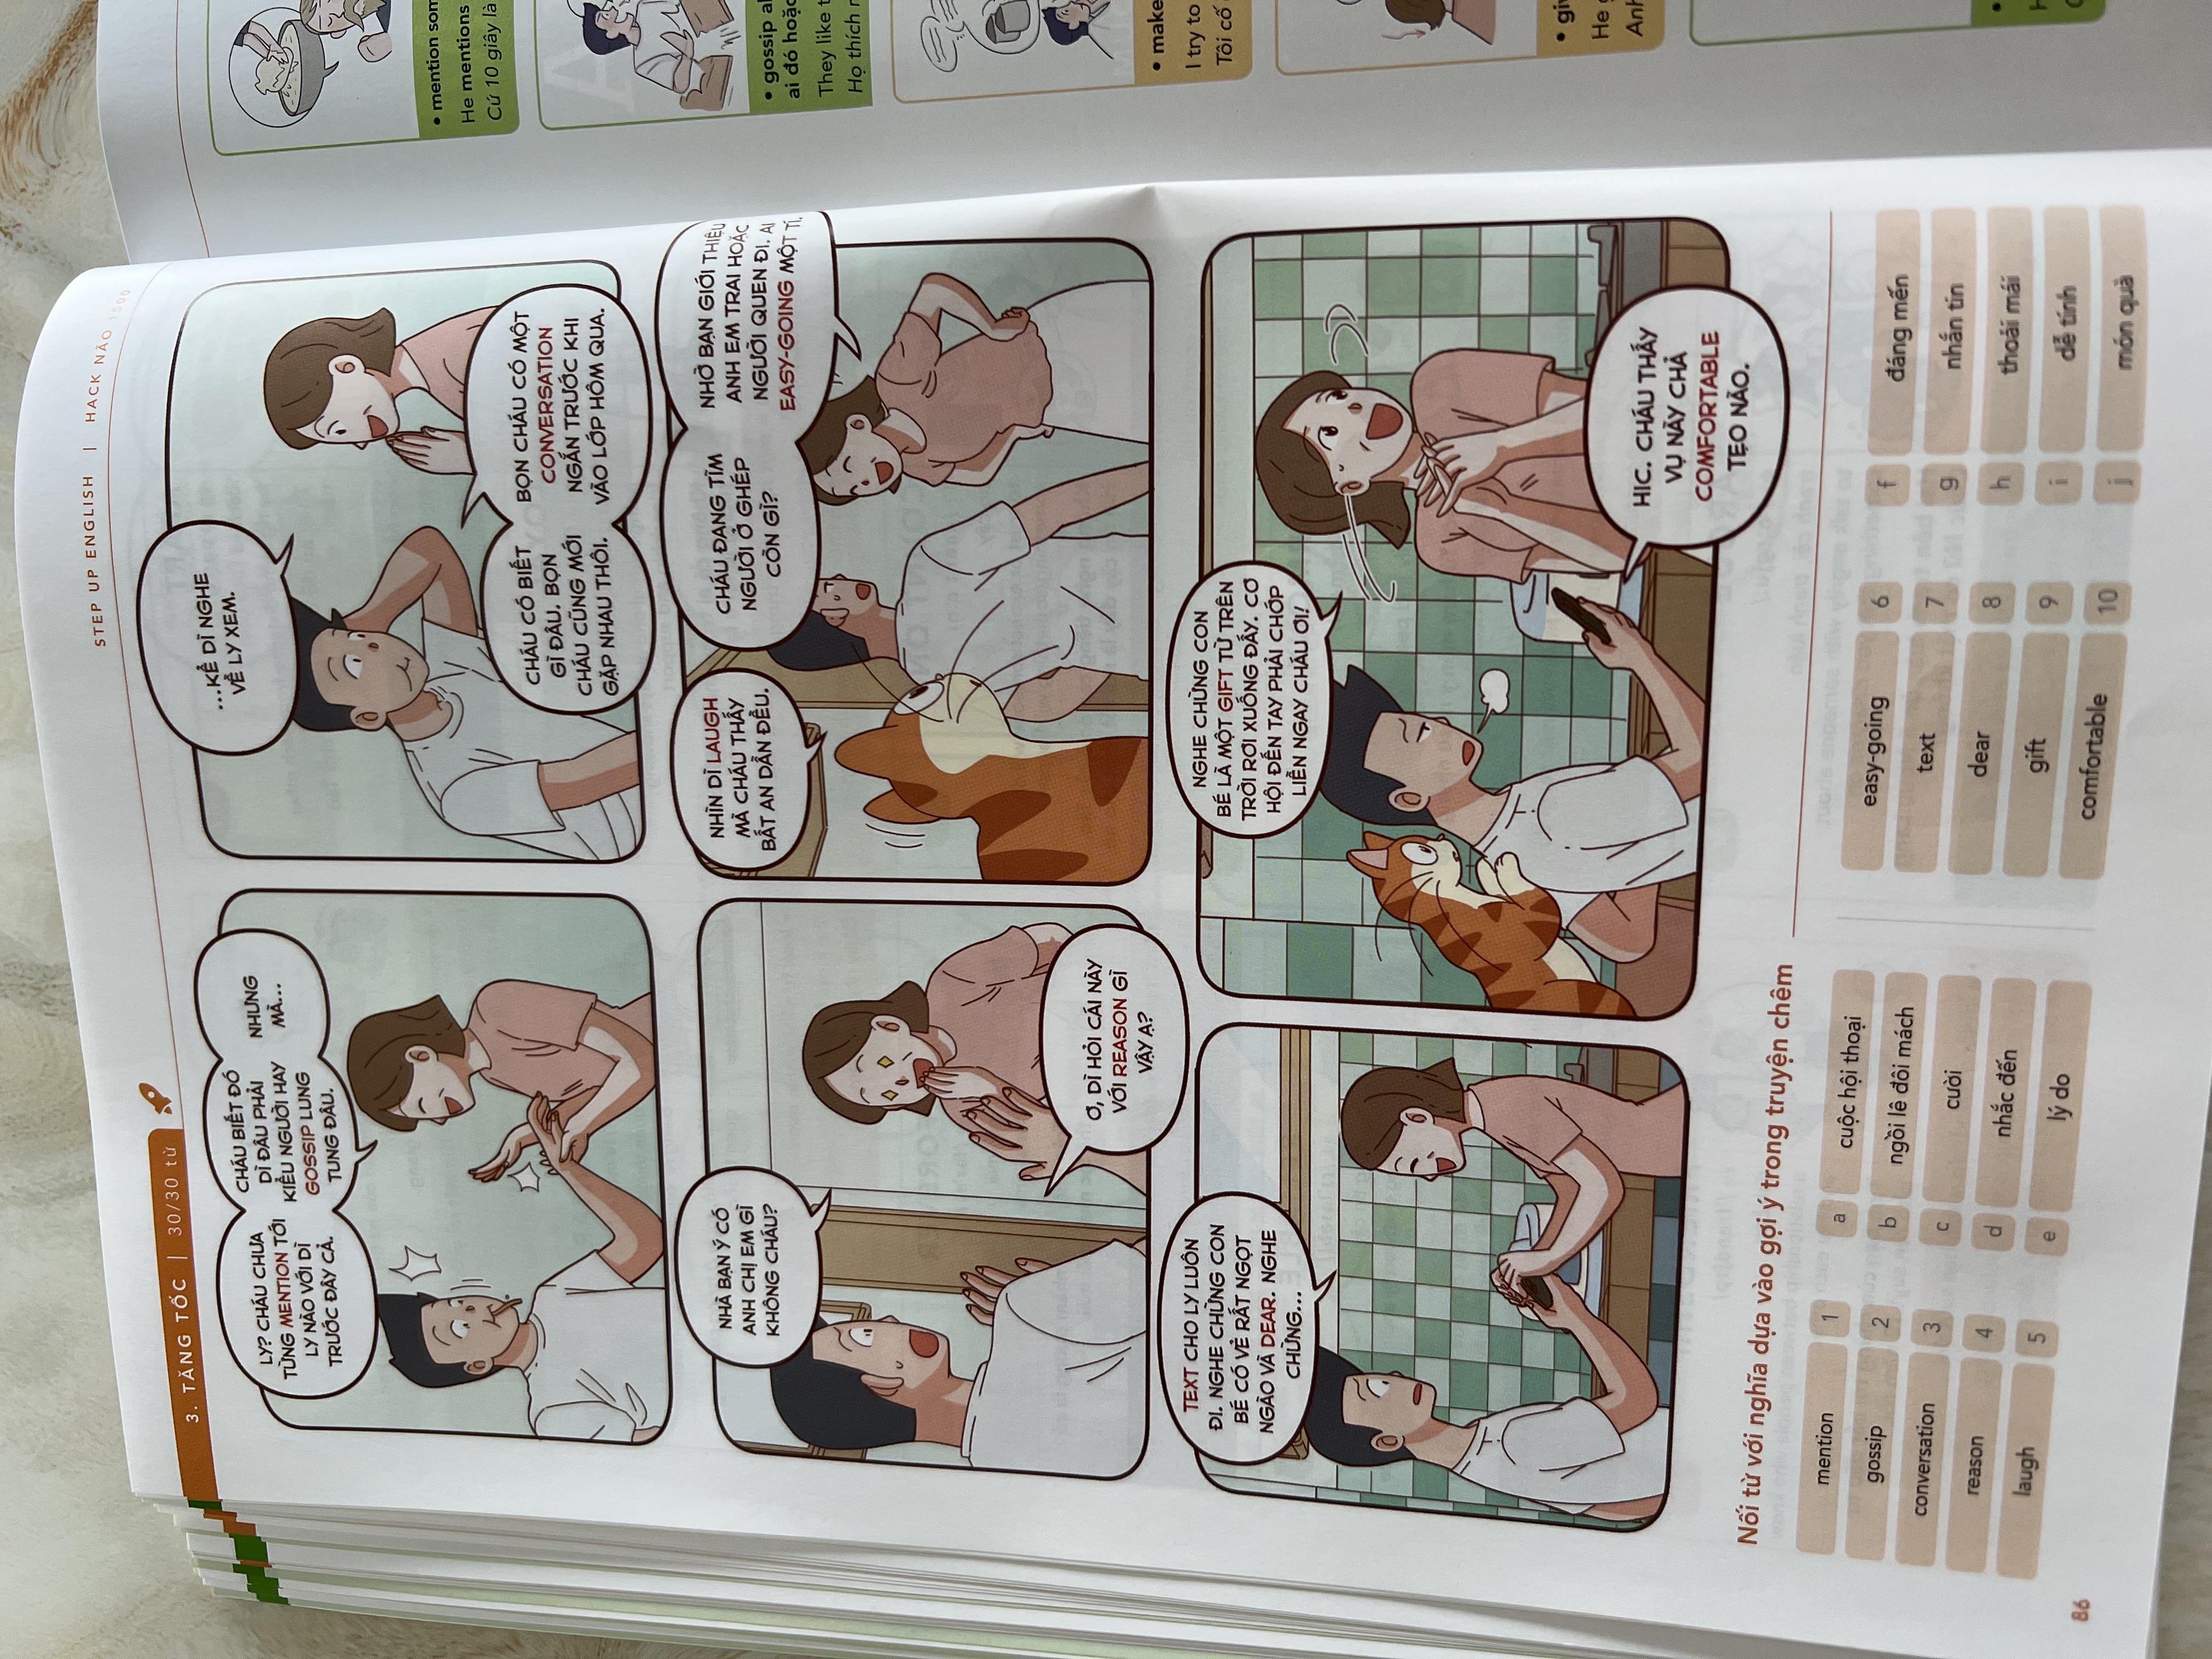 STEP UP ENGLISH | HACK NÃO 1500
3. TĂNG TỐC | 30/30 từ
LY? CHÁU CHƯA
TỪNG MENTION TỚI
LY NÀO VỚI DÌ
TRƯỚC ĐÂY CẢ.
CHÁU BIẾT ĐÓ
DÌ ĐÂU PHẢI
KIỂU NGƯỜI HAY
GOSSIP LUNG
TUNG ĐÂU.
NHƯNG
MÀ...
...KỂ DÌ NGHE
VỀ LY XEM.
CHÁU CÓ BIẾT
GÌ ĐÂU. BỌN
CHÁU CŨNG MỚI
GẶP NHAU THÔI.
BỌN CHÁU CÓ MỘT
CONVERSATION
NGẮN TRƯỚC KHI
VÀO LỚP HÔM QUA.
NHÀ BẠN Ý CÓ
ANH CHỊ EM GÌ
KHÔNG CHÁU?
Ơ, DÌ HỎI CÁI NÀY
VỚI REASON GÌ
VẬY Ạ?
NHÌN DÌ LAUGH
MÀ CHÁU THẤY
BẤT AN DẦN ĐỀU.
CHÁU ĐANG TÌM
NGƯỜI Ở GHÉP
CÒN GÌ?
NHỜ BẠN GIỚI THIỆU
ANH EM TRAI HOẶC
NGƯỜI QUEN ĐI. AI
EASY-GOING MỘT TÍ.
TEXT CHO LY LUÔN
ĐI. NGHE CHỪNG CON
BÉ CÓ VẺ RẤT NGỌT
NGÀO VÀ DEAR. NGHE
CHỪNG...
NGHE CHỪNG CON
BÉ LÀ MỘT GIFT TỪ TRÊN
TRỜI RƠI XUỐNG ĐẤY. CƠ
HỘI ĐẾN TAY PHẢI CHỚP
LIỀN NGAY CHÁU ƠI!
HIC. CHÁU THẤY
VỤ NÀY CHẢ
COMFORTABLE
TẸO NÀO.
Nối từ với nghĩa dựa vào gợi ý trong truyện chêm
mention 1 a cuộc hội thoại
gossip 2 b ngồi lê đôi mách
conversation 3 c cười
reason 4 d nhắc đến
laugh 5 e lý do
easy-going 6 f đáng mến
text 7 g nhắn tin
dear 8 h thoải mái
gift 9 i dễ tính
comfortable 10 j món quà
86
• mention som
He mentions
Cứ 10 giây là
• gossip a
ai đó hoặc
They like t
Họ thích
• make
I try to
Tôi cố
• giv
He
Anh